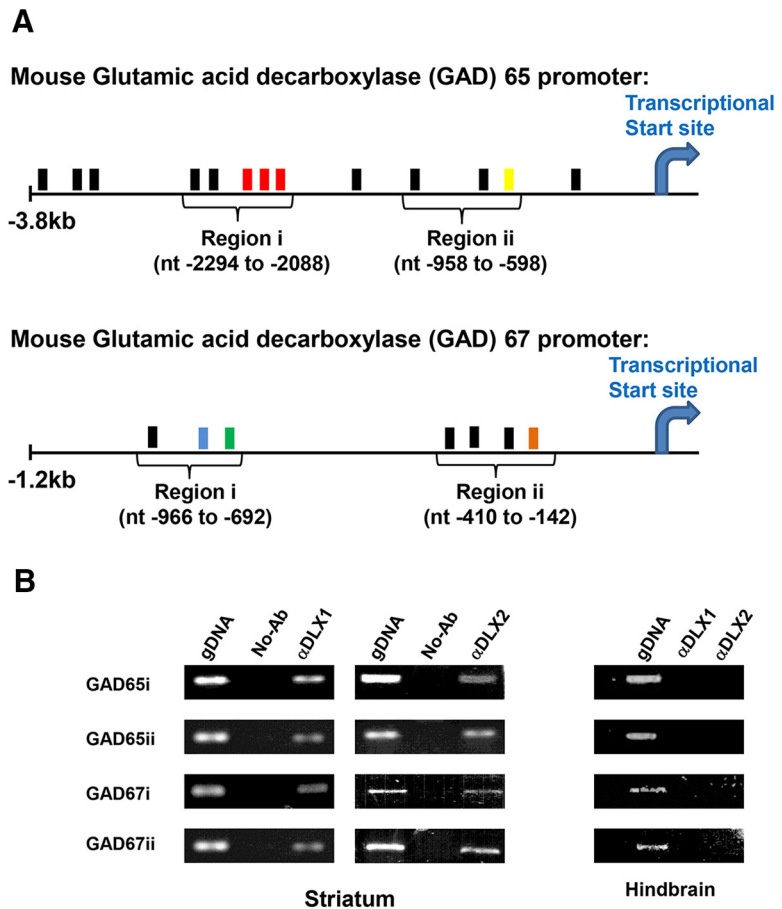 A
Mouse Glutamic acid decarboxylase (GAD) 65 promoter:
Transcriptional
Start site
-3.8kb
Region i
(nt -2294 to -2088)
Region ii
(nt -958 to -598)
Mouse Glutamic acid decarboxylase (GAD) 67 promoter:
Transcriptional
Start site
-1.2kb
Region i
(nt -966 to -692)
Region ii
(nt -410 to -142)
B
gDNA No-Ab αDLX1 gDNA No-Ab αDLX2 gDNA αDLX1 αDLX2
GAD65i
GAD65ii
GAD67i
GAD67ii
Striatum
Hindbrain